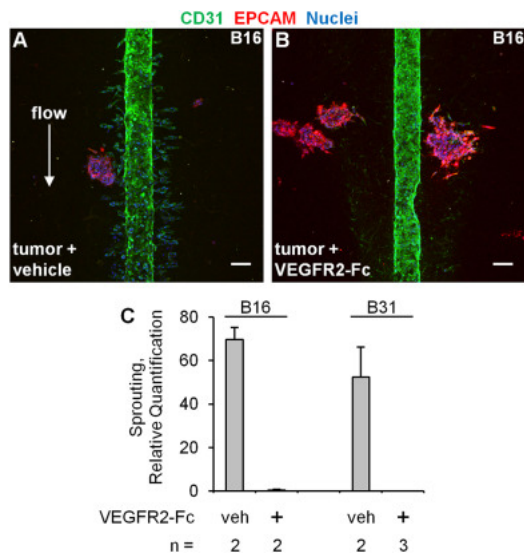 CD31 EPCAM Nuclei
A B16
flow
tumor +
vehicle
B B16
tumor +
VEGFR2-Fc
C
B16 B31
Sprouting,
Relative Quantification
80
60
40
20
0
VEGFR2-Fc veh + veh +
n = 2 2 2 3